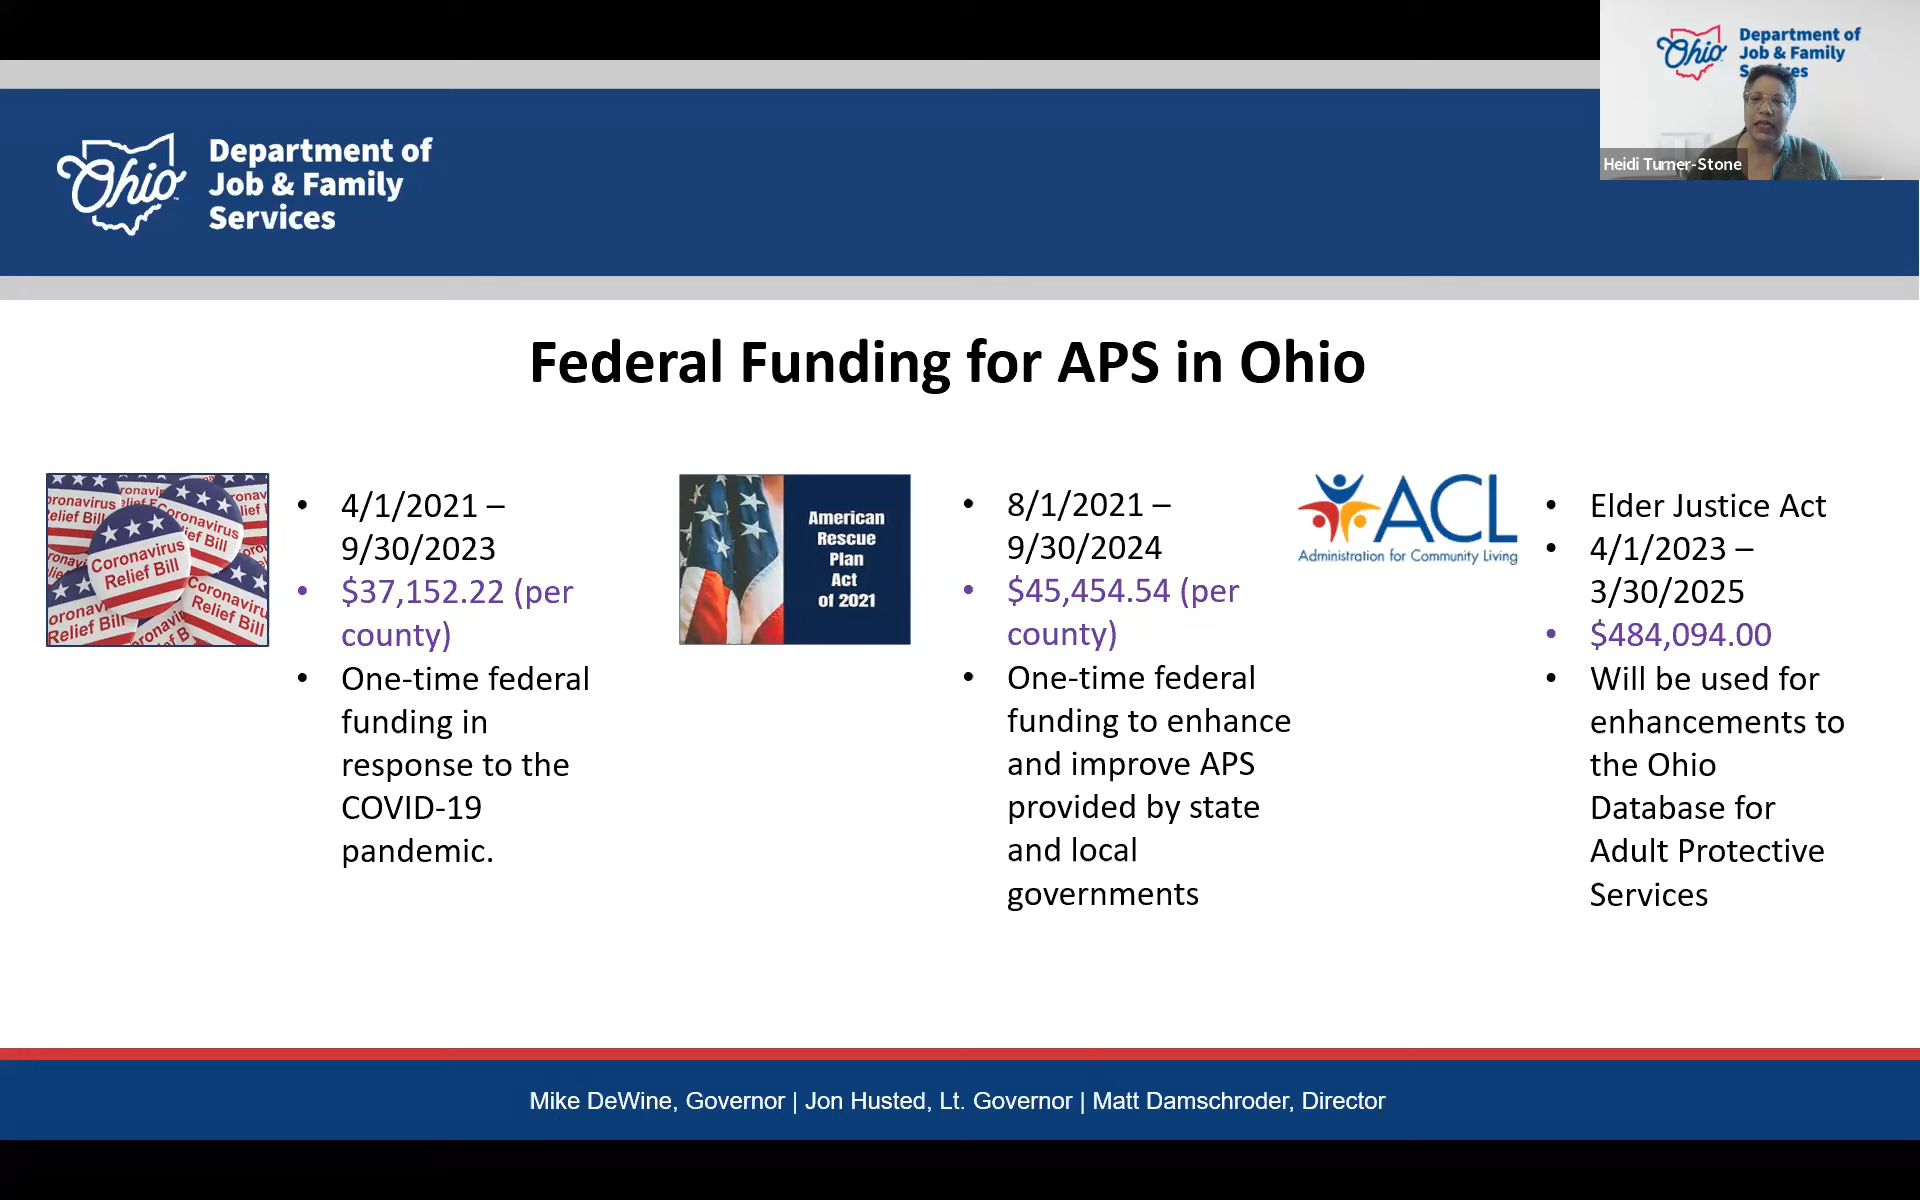 Department of
Job & Family
Services
Heidi Turner-Stone
Ohio
Department of
Job & Family
Services
Federal Funding for APS in Ohio
Coronavirus
Relief Bill
• 4/1/2021 –
9/30/2023
• $37,152.22 (per
county)
• One-time federal
funding in
response to the
COVID-19
pandemic.
American
Rescue
Plan
Act
of 2021
• 8/1/2021 –
9/30/2024
• $45,454.54 (per
county)
• One-time federal
funding to enhance
and improve APS
provided by state
and local
governments
ACL
Administration for Community Living
• Elder Justice Act
• 4/1/2023 –
3/30/2025
• $484,094.00
• Will be used for
enhancements to
the Ohio
Database for
Adult Protective
Services
Mike DeWine, Governor | Jon Husted, Lt. Governor | Matt Damschroder, Director